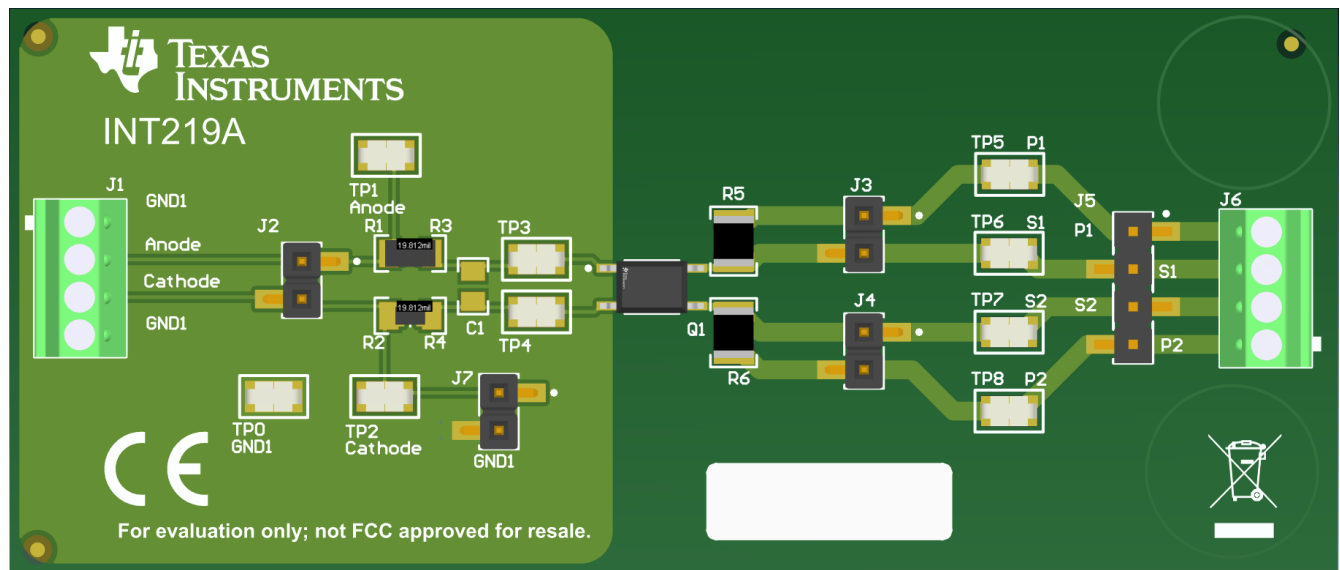 TEXAS
INSTRUMENTS
INT219A
J1
GND1
Anode
Cathode
GND1
J2
TP1
Anode
R1
R3
19.812mil
19.812mil
R2
R4
C1
TP3
TP4
J7
GND1
TP0
GND1
TP2
Cathode
For evaluation only; not FCC approved for resale.
Q1
R5
R6
J3
J4
TP5 P1
TP6 S1
TP7 S2
TP8 P2
J5
P1
S1
S2
P2
J6